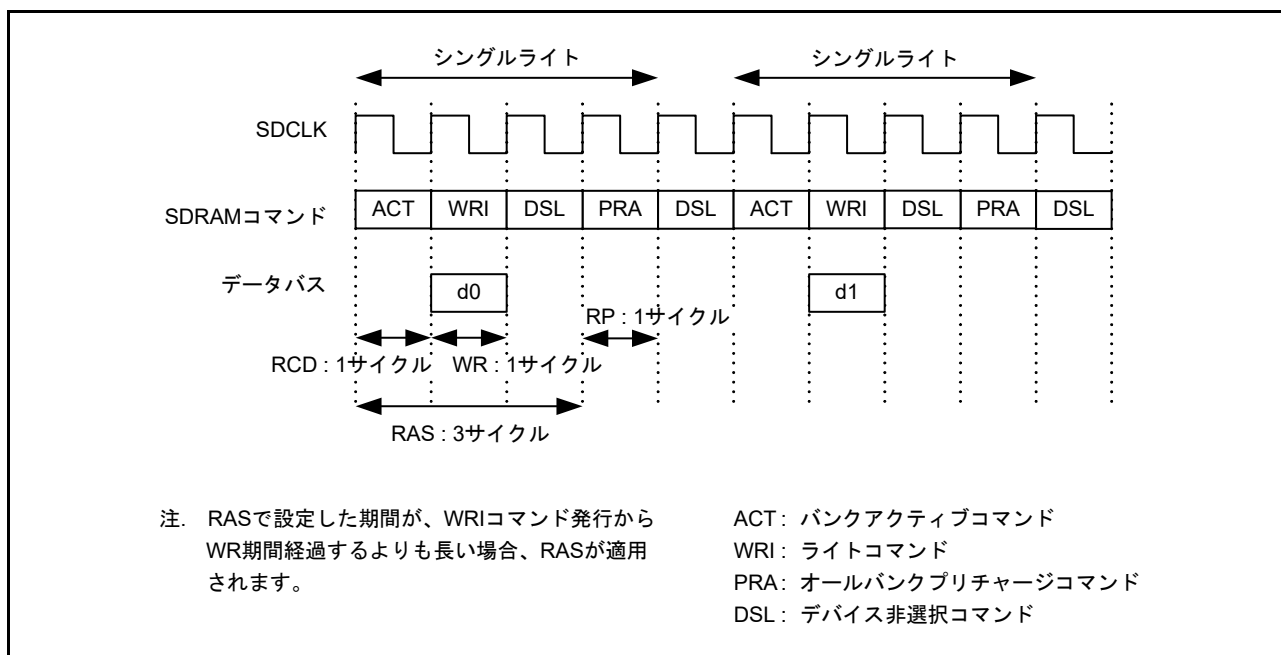 シングルライト シングルライト
SDCLK
SDRAMコマンド ACT WRI DSL PRA DSL ACT WRI DSL PRA DSL
データバス d0 d1
RP : 1サイクル
RCD : 1サイクル WR : 1サイクル
RAS : 3サイクル
注. RASで設定した期間が、WRIコマンド発行から
WR期間経過するよりも長い場合、RASが適用
されます。
ACT : バンクアクティブコマンド
WRI : ライトコマンド
PRA : オールバンクプリチャージコマンド
DSL : デバイス非選択コマンド